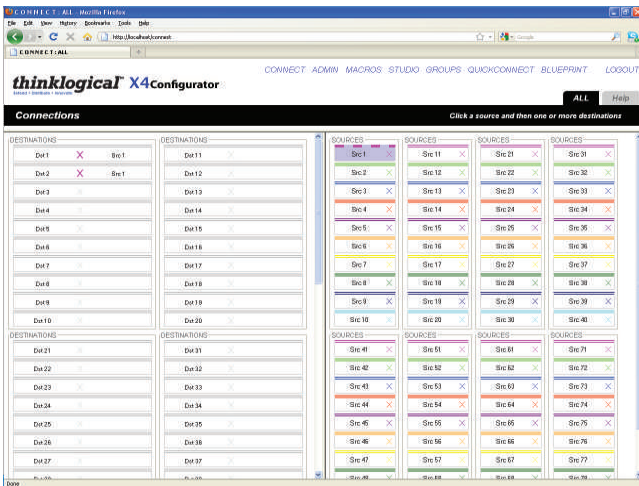 CONNECT:ALL - Mozilla Firefox
File Edit View History Bookmarks Tools Help
http://localhost/connect
Google
CONNECT:ALL
CONNECT ADMIN MACROS STUDIO GROUPS QUICKCONNECT BLUEPRINT LOGOUT
thinklogical X4Configurator
ALL Help
Connections Click a source and then one or more destinations
DESTINATIONS DESTINATIONS SOURCES SOURCES SOURCES SOURCES
Dst 1 X Src 1 Dst 11 Src 1 X Src 11 X Src 21 X Src 31 X
Dst 2 X Src 1 Dst 12 Src 2 X Src 12 X Src 22 X Src 32 X
Dst 3 Dst 13 Src 3 X Src 13 X Src 23 X Src 33 X
Dst 4 Dst 14 Src 4 X Src 14 X Src 24 X Src 34 X
Dst 5 Dst 15 Src 5 X Src 15 X Src 25 X Src 35 X
Dst 6 Dst 16 Src 6 X Src 16 X Src 26 X Src 36 X
Dst 7 Dst 17 Src 7 X Src 17 X Src 27 X Src 37 X
Dst 8 Dst 18 Src 8 X Src 18 X Src 28 X Src 38 X
Dst 9 Dst 19 Src 9 X Src 19 X Src 29 X Src 39 X
Dst 10 Dst 20 Src 10 X Src 20 X Src 30 X Src 40 X
DESTINATIONS DESTINATIONS SOURCES SOURCES SOURCES SOURCES
Dst 21 Dst 31 Src 41 X Src 51 X Src 61 X Src 71 X
Dst 22 Dst 32 Src 42 X Src 52 X Src 62 X Src 72 X
Dst 23 Dst 33 Src 43 X Src 53 X Src 63 X Src 73 X
Dst 24 Dst 34 Src 44 X Src 54 X Src 64 X Src 74 X
Dst 25 Dst 35 Src 45 X Src 55 X Src 65 X Src 75 X
Dst 26 Dst 36 Src 46 X Src 56 X Src 66 X Src 76 X
Dst 27 Dst 37 Src 47 X Src 57 X Src 67 X Src 77 X
Done